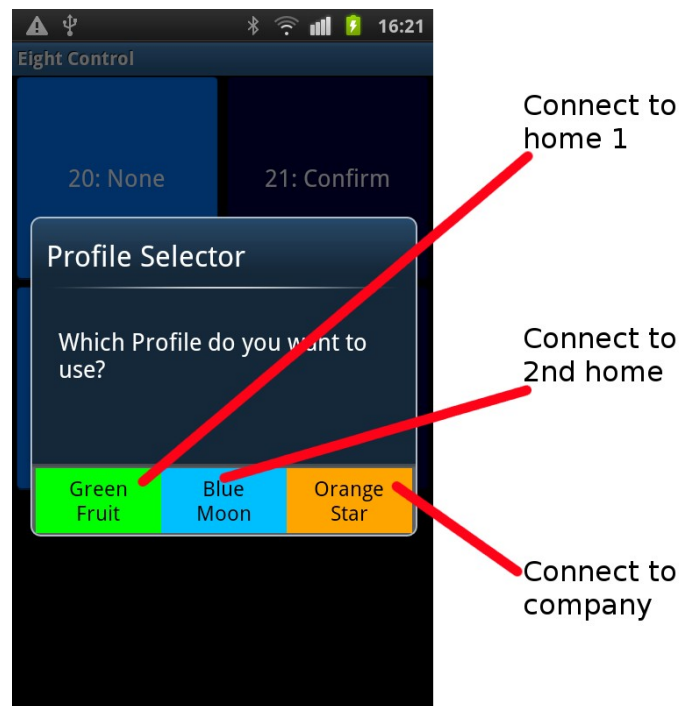 16:21
Eight Control
20: None
21: Confirm
Profile Selector
Which Profile do you want to
use?
Green
Fruit
Blue
Moon
Orange
Star
Connect to
home 1
Connect to
2nd home
Connect to
company